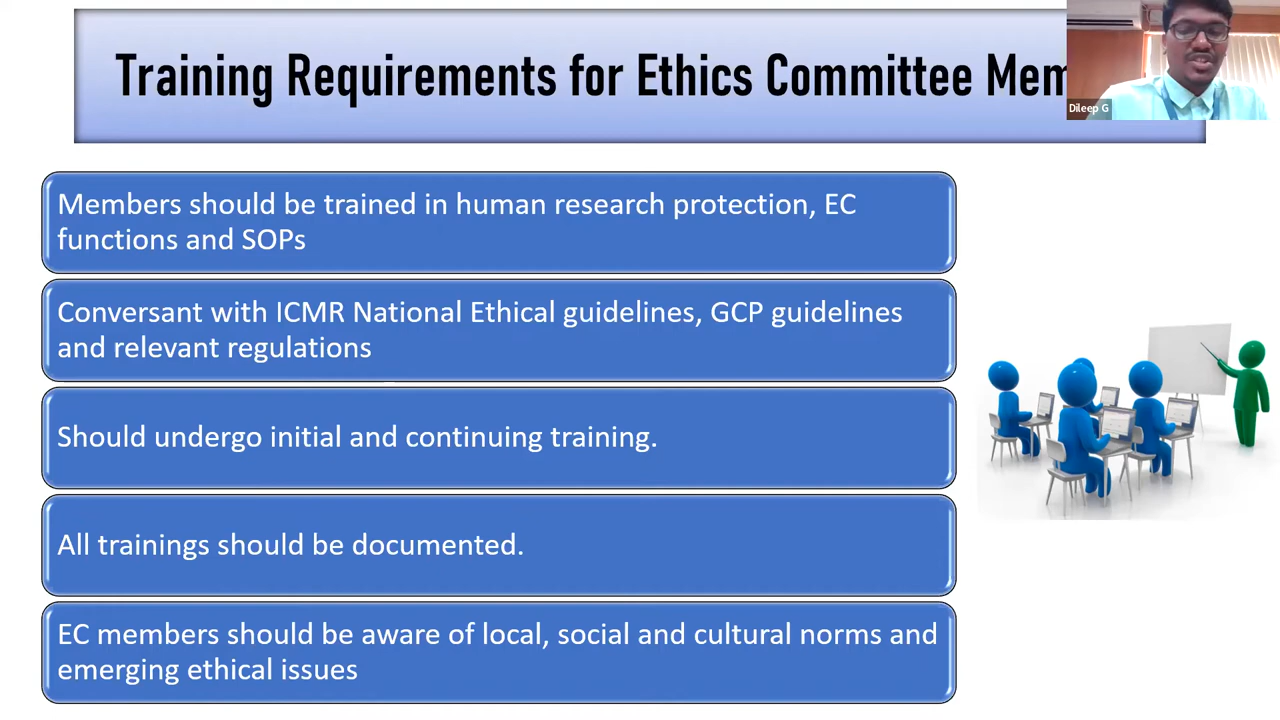 Training Requirements for Ethics Committee Mem
Dileep G
Members should be trained in human research protection, EC
functions and SOPs
Conversant with ICMR National Ethical guidelines, GCP guidelines
and relevant regulations
Should undergo initial and continuing training.
All trainings should be documented.
EC members should be aware of local, social and cultural norms and
emerging ethical issues